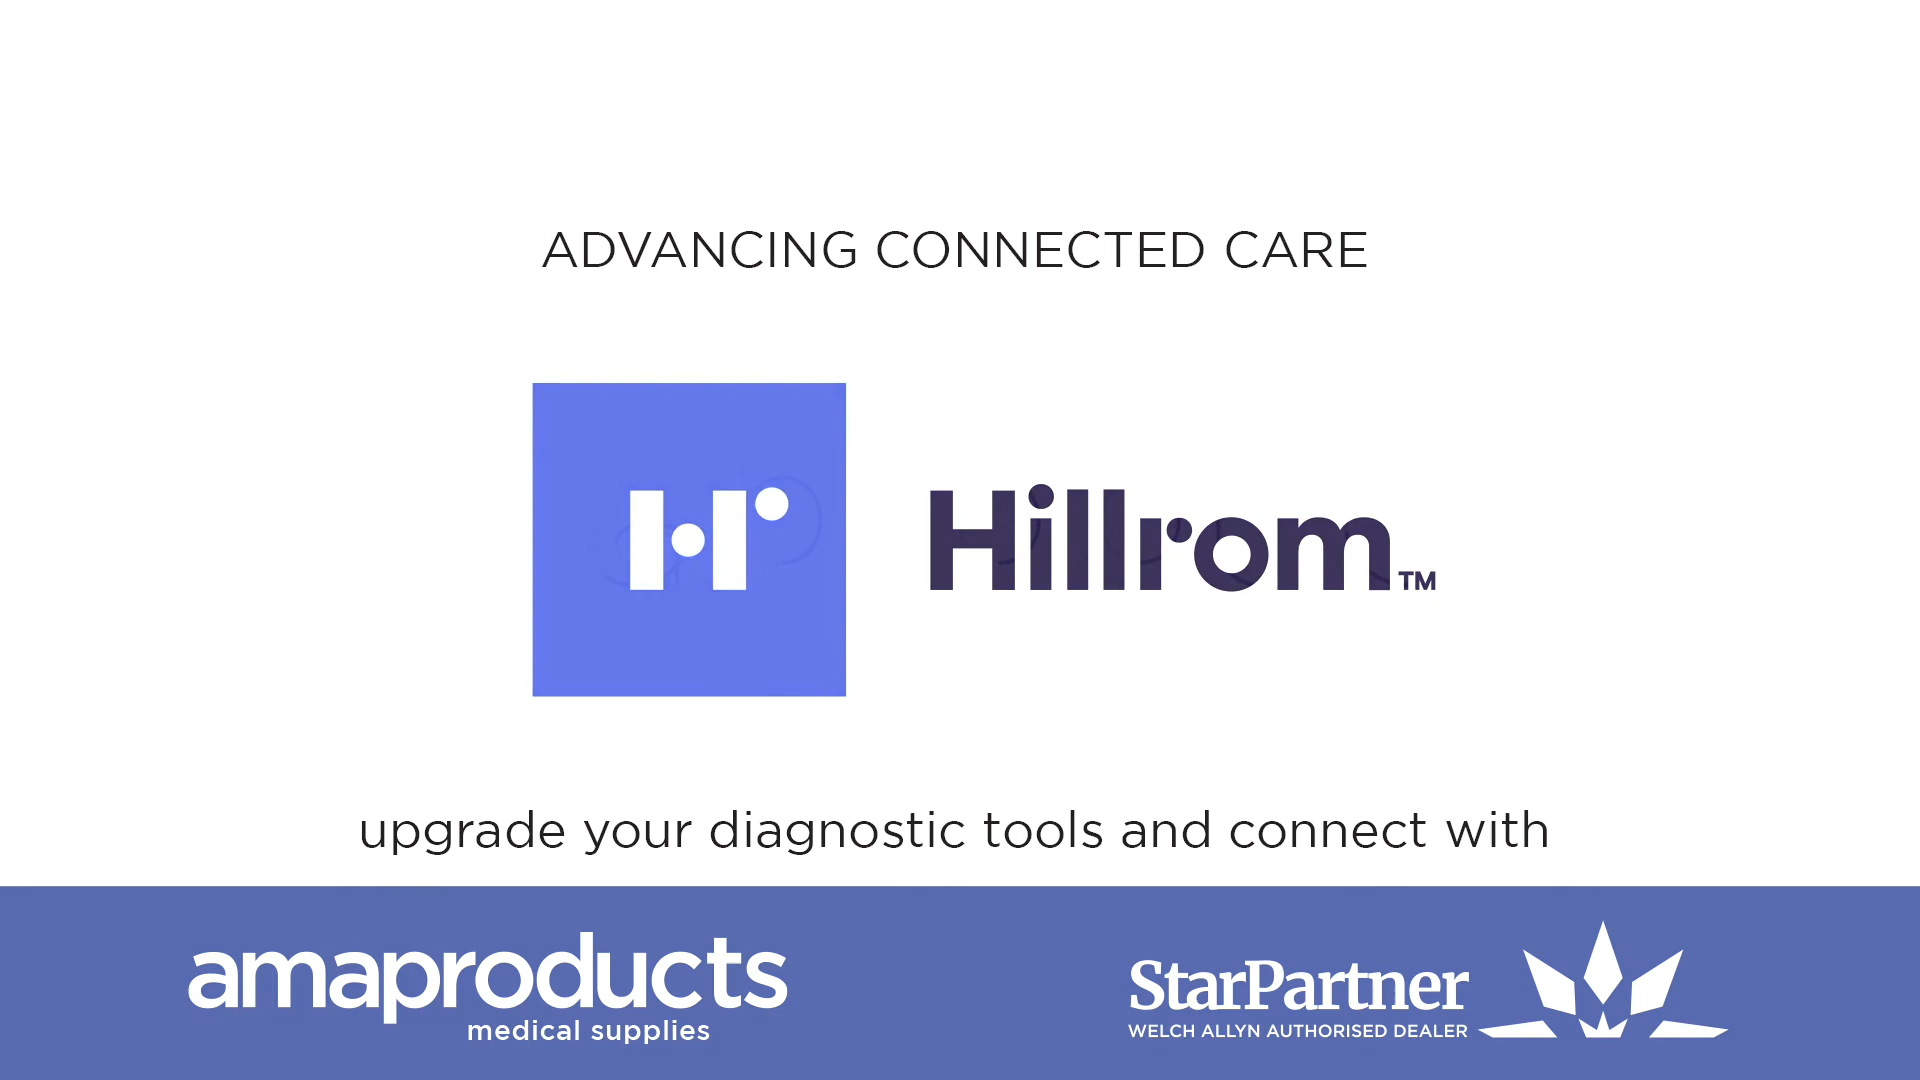 ADVANCING CONNECTED CARE
Hr
Hillrom™
upgrade your diagnostic tools and connect with
amaproducts
medical supplies
StarPartner
WELCH ALLYN AUTHORISED DEALER